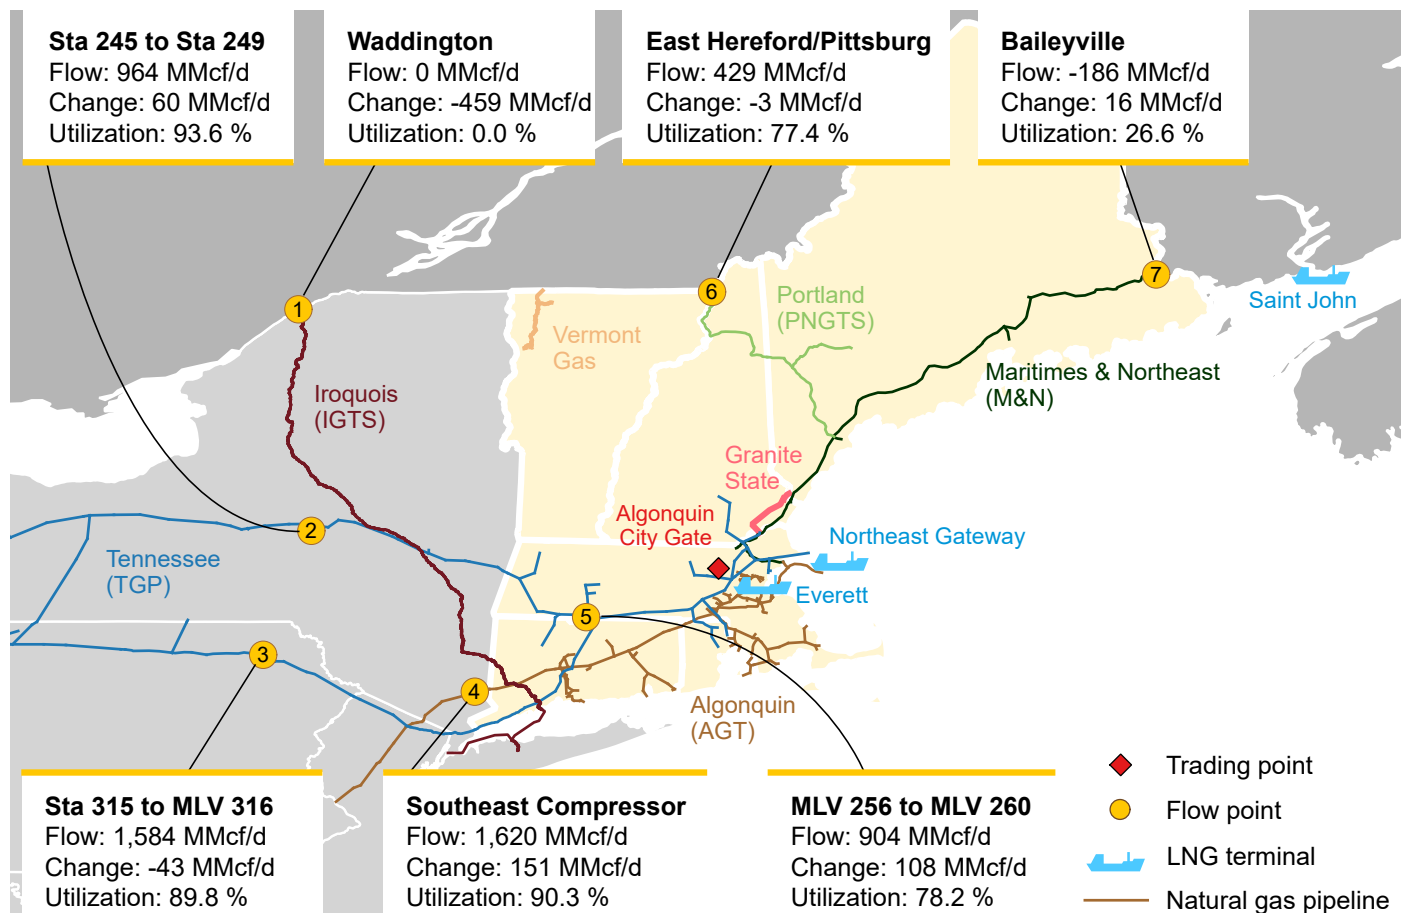 Sta 245 to Sta 249
Flow: 964 MMcf/d
Change: 60 MMcf/d
Utilization: 93.6 %
Waddington
Flow: 0 MMcf/d
Change: -459 MMcf/d
Utilization: 0.0 %
East Hereford/Pittsburg
Flow: 429 MMcf/d
Change: -3 MMcf/d
Utilization: 77.4 %
Baileyville
Flow: -186 MMcf/d
Change: 16 MMcf/d
Utilization: 26.6 %
7
6
1
Saint John
Portland
(PNGTS)
Vermont
Gas
Maritimes & Northeast
(M&N)
Iroquois
(IGTS)
Granite
State
Algonquin
City Gate
2
Northeast Gateway
Tennessee
(TGP)
Everett
5
3
4
Algonquin
(AGT)
Sta 315 to MLV 316
Flow: 1,584 MMcf/d
Change: -43 MMcf/d
Utilization: 89.8 %
Southeast Compressor
Flow: 1,620 MMcf/d
Change: 151 MMcf/d
Utilization: 90.3 %
MLV 256 to MLV 260
Flow: 904 MMcf/d
Change: 108 MMcf/d
Utilization: 78.2 %
Trading point
Flow point
LNG terminal
Natural gas pipeline